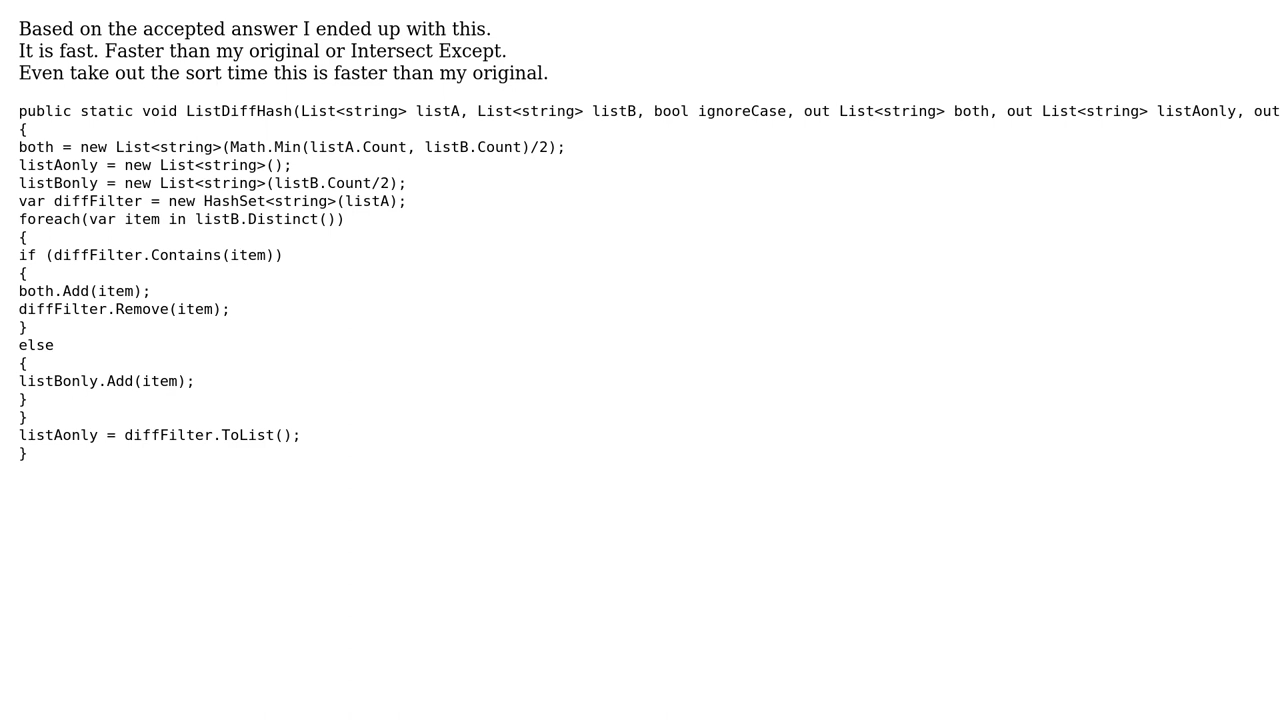 Based on the accepted answer I ended up with this.
It is fast. Faster than my original or Intersect Except.
Even take out the sort time this is faster than my original.
public static void ListDiffHash(List<string> listA, List<string> listB, bool ignoreCase, out List<string> both, out List<string> listAonly, out
{
both = new List<string>(Math.Min(listA.Count, listB.Count)/2);
listAonly = new List<string>();
listBonly = new List<string>(listB.Count/2);
var diffFilter = new HashSet<string>(listA);
foreach(var item in listB.Distinct())
{
if (diffFilter.Contains(item))
{
both.Add(item);
diffFilter.Remove(item);
}
else
{
listBonly.Add(item);
}
}
listAonly = diffFilter.ToList();
}